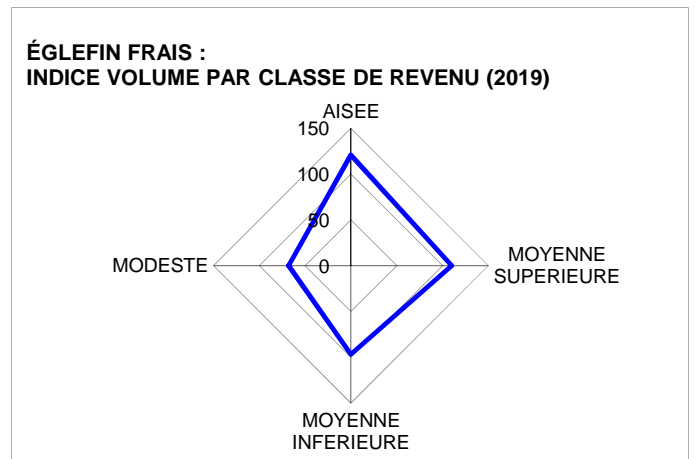 ÉGLEFIN FRAIS :
INDICE VOLUME PAR CLASSE DE REVENU (2019)
AISEE
150
100
50
0
MODESTE
MOYENNE
SUPERIEURE
MOYENNE
INFERIEURE